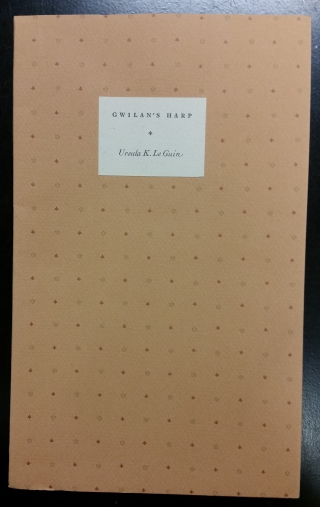 GWILAN'S HARP
Ursula K. Le Guin